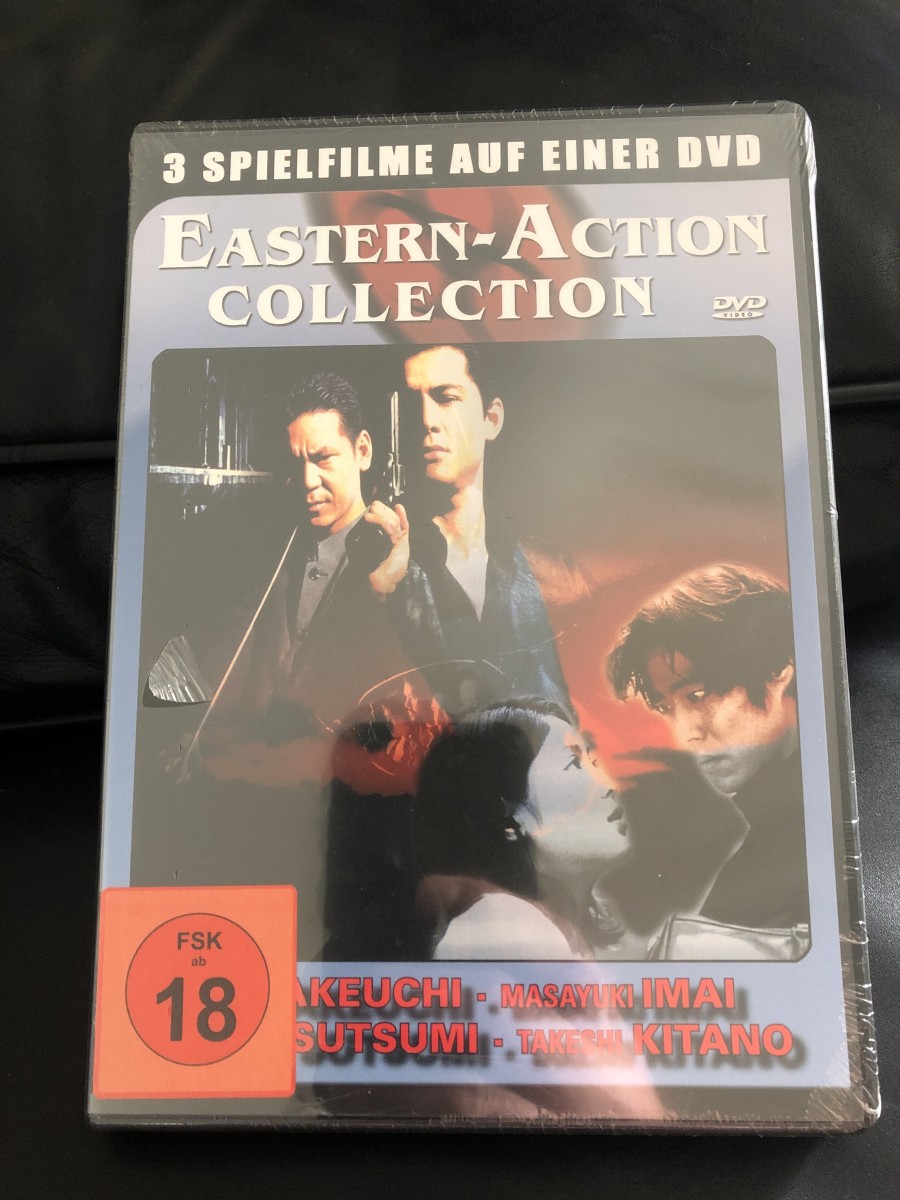 3 SPIELFILME AUF EINER DVD
EASTERN-ACTION
COLLECTION
DVD
VIDEO
FSK
ab
18
AKEUCHI · MASAYUKI IMAI
SUTSUMI · TAKESHI KITANO